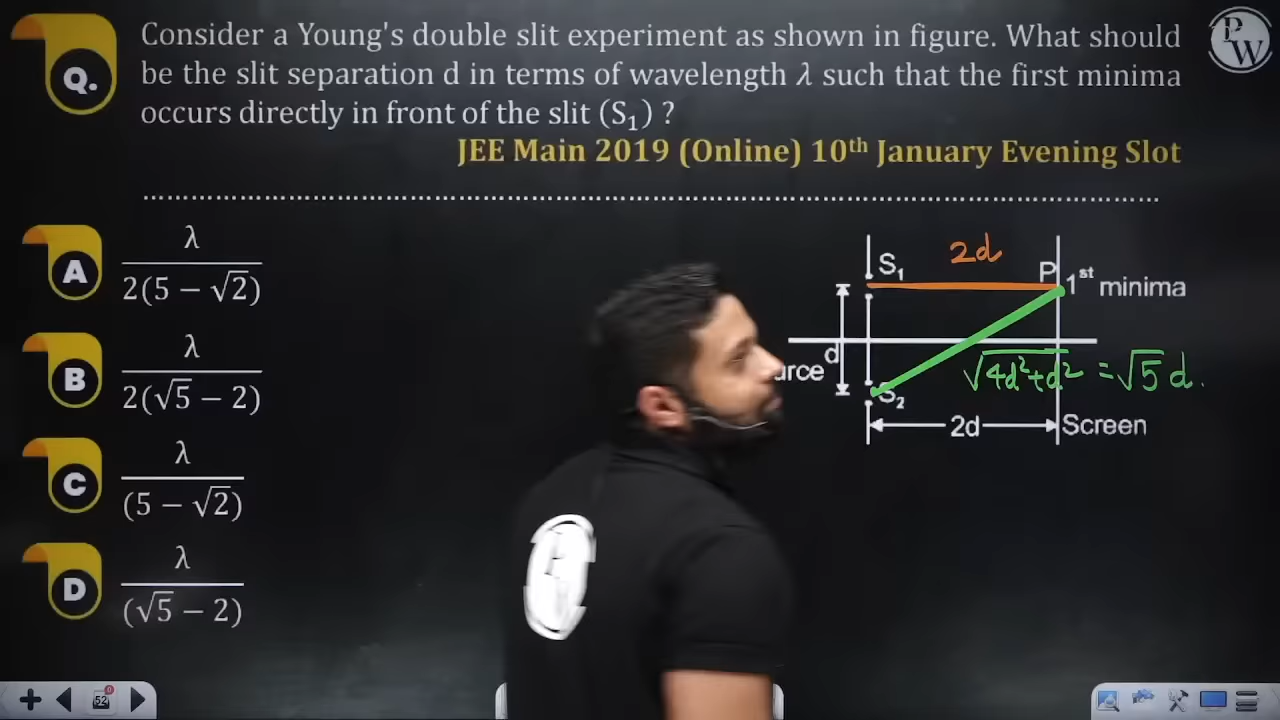 Q.
Consider a Young's double slit experiment as shown in figure. What should
be the slit separation d in terms of wavelength λ such that the first minima
occurs directly in front of the slit (S₁) ?
JEE Main 2019 (Online) 10th January Evening Slot
PW
A λ/2(5 − √2)
B λ/2(√5 − 2)
C λ/(5 − √2)
D λ/(√5 − 2)
2d
S₁ P 1st minima
d
urce
√4d²+d² = √5 d.
S₂
2d Screen
52